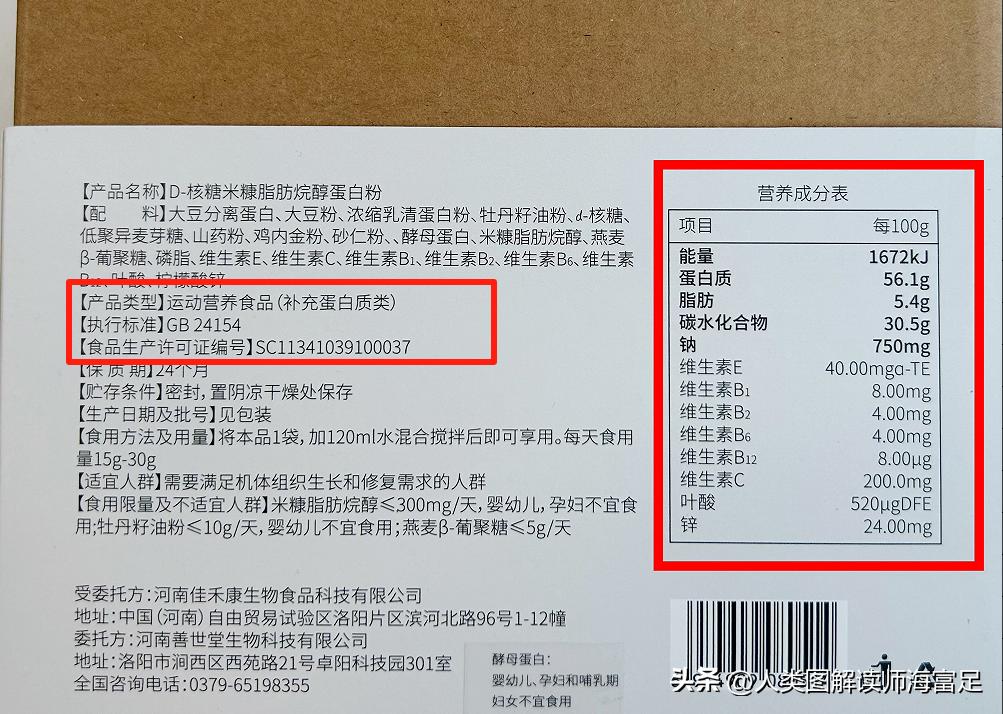 【产品名称】D-核糖米糠脂肪烷醇蛋白粉
【配　　料】大豆分离蛋白、大豆粉、浓缩乳清蛋白粉、牡丹籽油粉、d-核糖、
低聚异麦芽糖、山药粉、鸡内金粉、砂仁粉、、酵母蛋白、米糠脂肪烷醇、燕麦
β-葡聚糖、磷脂、维生素E、维生素C、维生素B1、维生素B2、维生素B6、维生素
B12、叶酸、柠檬酸锌
【产品类型】运动营养食品(补充蛋白质类)
【执行标准】GB 24154
【食品生产许可证编号】SC11341039100037
【保 质 期】24个月
【贮存条件】密封，置阴凉干燥处保存
【生产日期及批号】见包装
【食用方法及用量】将本品1袋，加120ml水混合搅拌后即可享用。每天食用
量15g-30g
【适宜人群】需要满足机体组织生长和修复需求的人群
【食用限量及不适宜人群】米糠脂肪烷醇≤300mg/天，婴幼儿，孕妇不宜食
用;牡丹籽油粉≤10g/天，婴幼儿不宜食用;燕麦β-葡聚糖≤5g/天
受委托方：河南佳禾康生物食品科技有限公司
地址：中国(河南)自由贸易试验区洛阳片区滨河北路99号1-12幢
委托方：河南善世堂生物科技有限公司
地址：洛阳市涧西区西苑路21号卓阳科技园301室
全国咨询电话：0379-65198355
酵母蛋白：
婴幼儿、孕妇和哺乳期
妇女不宜食用
营养成分表
项目 每100g
能量 1672kJ
蛋白质 56.1g
脂肪 5.4g
碳水化合物 30.5g
钠 750mg
维生素E 40.00mgα-TE
维生素B1 8.00mg
维生素B2 4.00mg
维生素B6 4.00mg
维生素B12 8.00μg
维生素C 200.0mg
叶酸 520μgDFE
锌 24.00mg
头条 @人类图解读师海富足